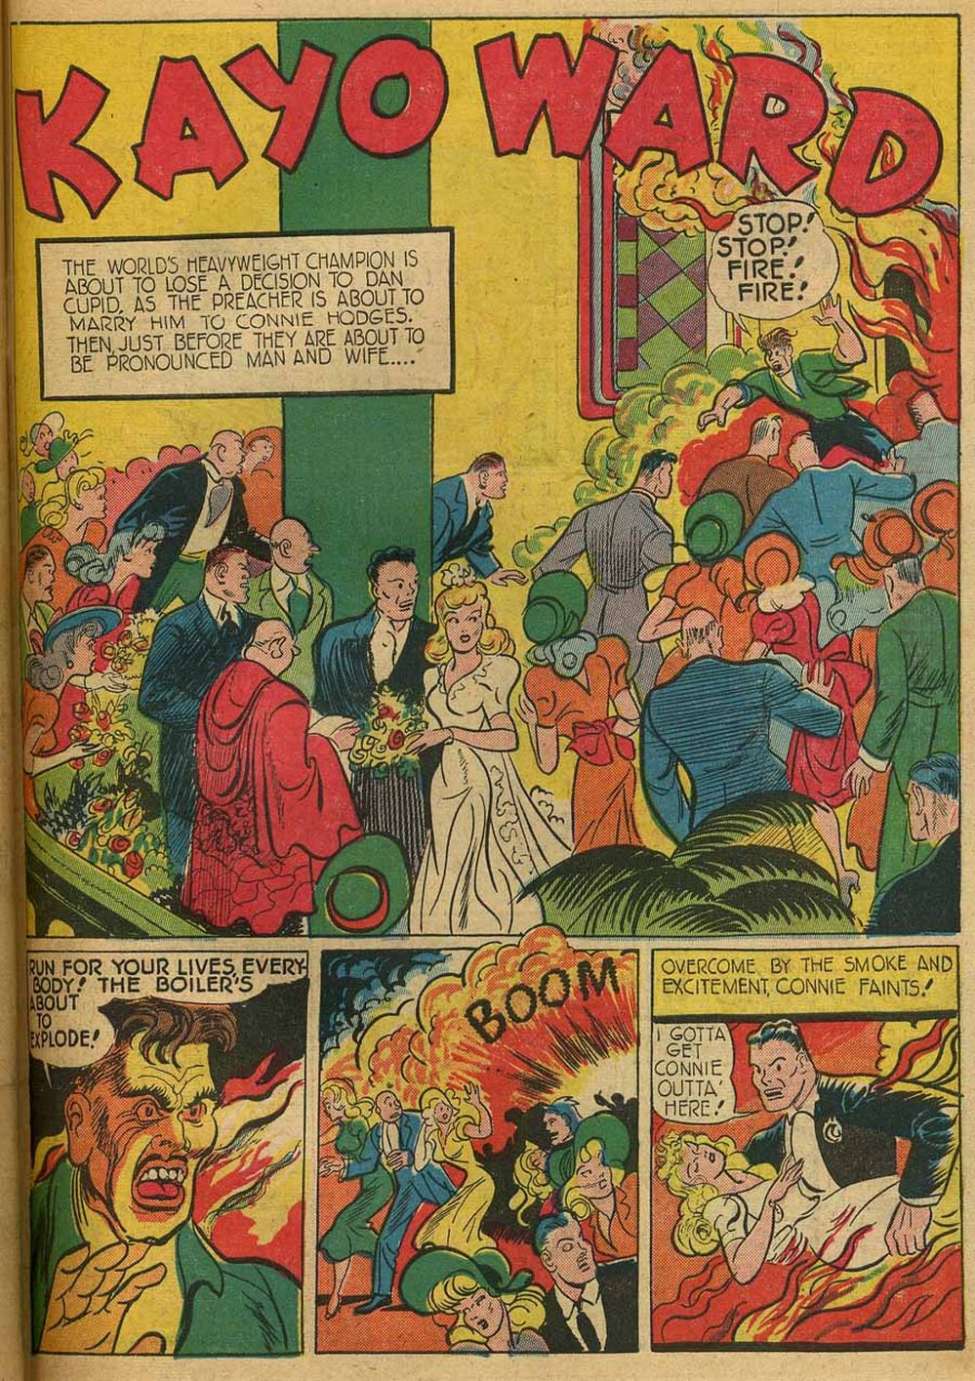 KAYO WARD
THE WORLD'S HEAVYWEIGHT CHAMPION IS
ABOUT TO LOSE A DECISION TO DAN
CUPID, AS THE PREACHER IS ABOUT TO
MARRY HIM TO CONNIE HODGES.
THEN, JUST BEFORE THEY ARE ABOUT TO
BE PRONOUNCED MAN AND WIFE....
STOP!
STOP!
FIRE!
FIRE!
RUN FOR YOUR LIVES, EVERY-
BODY! THE BOILER'S
ABOUT
TO
EXPLODE!
BOOM
OVERCOME BY THE SMOKE AND
EXCITEMENT, CONNIE FAINTS!
I GOTTA
GET
CONNIE
OUTTA'
HERE!